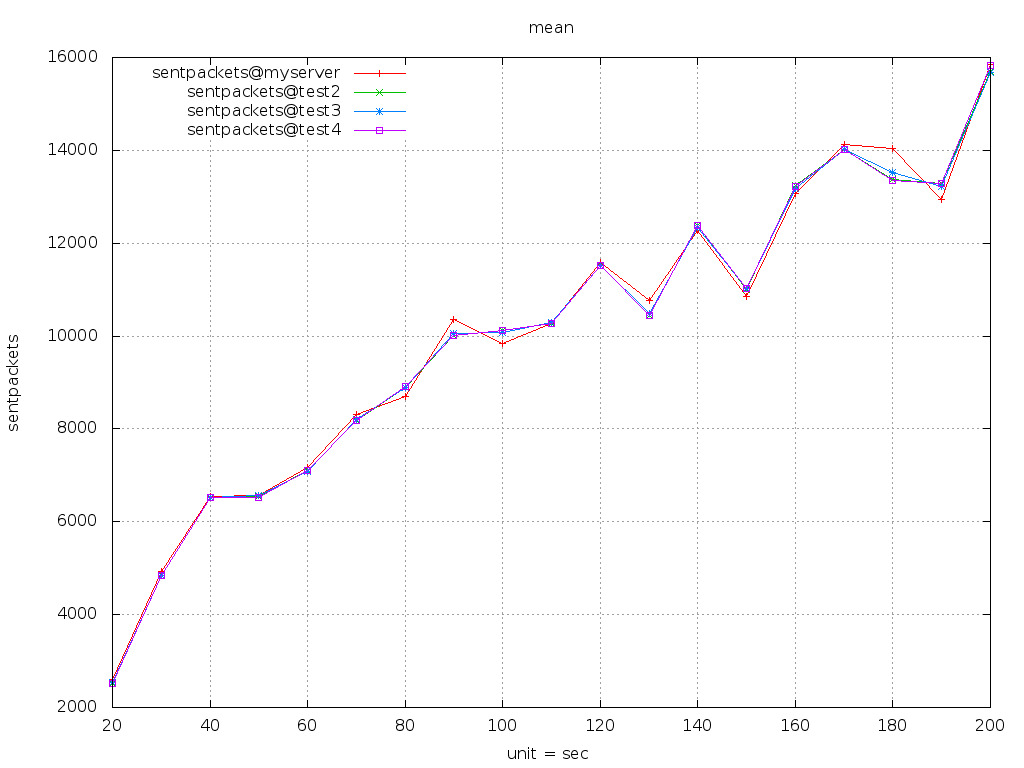 mean
16000
14000
12000
10000
8000
6000
4000
2000
sentpackets
sentpackets@myserver
sentpackets@test2
sentpackets@test3
sentpackets@test4
20 40 60 80 100 120 140 160 180 200
unit = sec